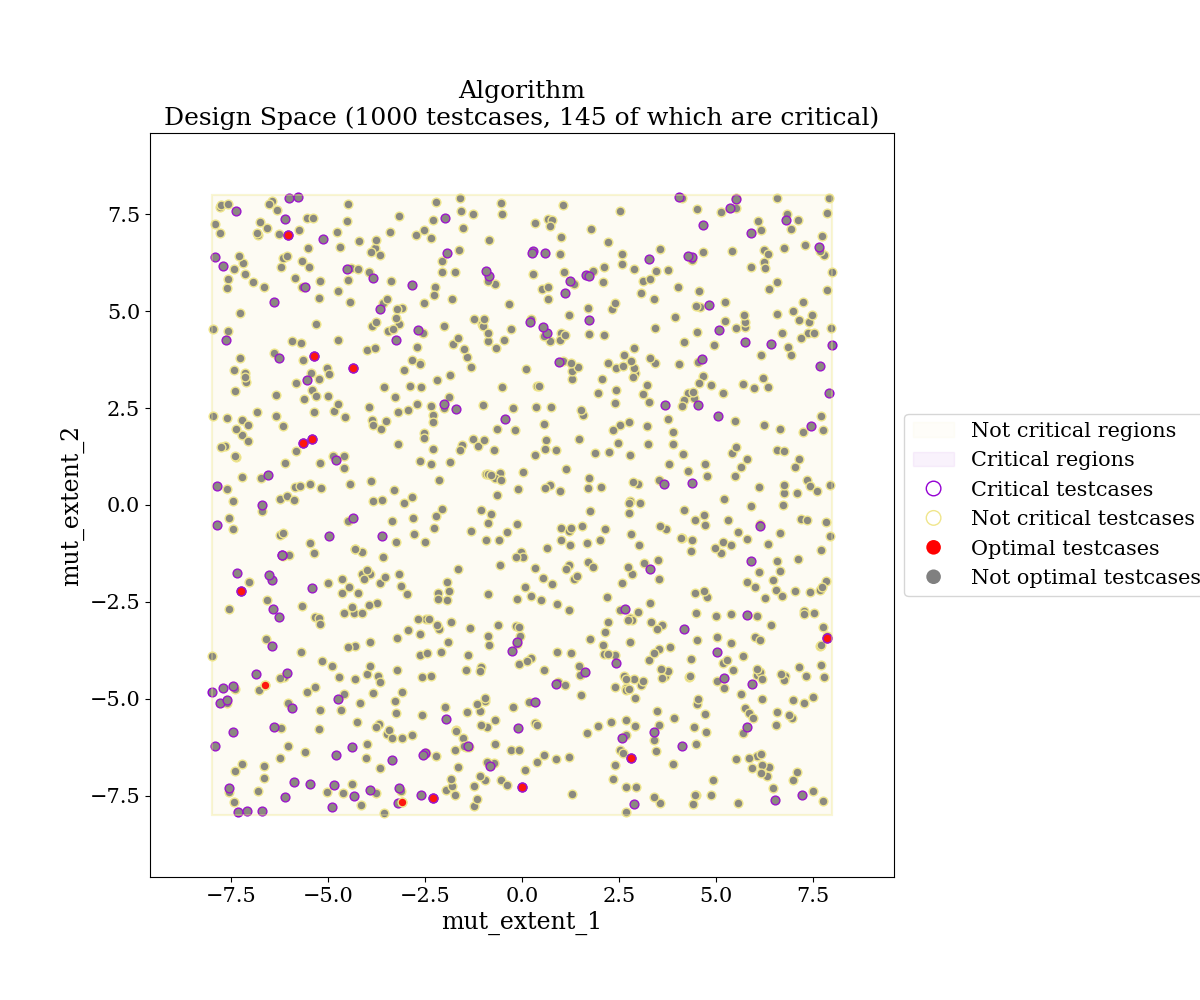 Algorithm
Design Space (1000 testcases, 145 of which are critical)
7.5
5.0
2.5
0.0
−2.5
−5.0
−7.5
mut_extent_2
−7.5 −5.0 −2.5 0.0 2.5 5.0 7.5
mut_extent_1
Not critical regions
Critical regions
Critical testcases
Not critical testcases
Optimal testcases
Not optimal testcases